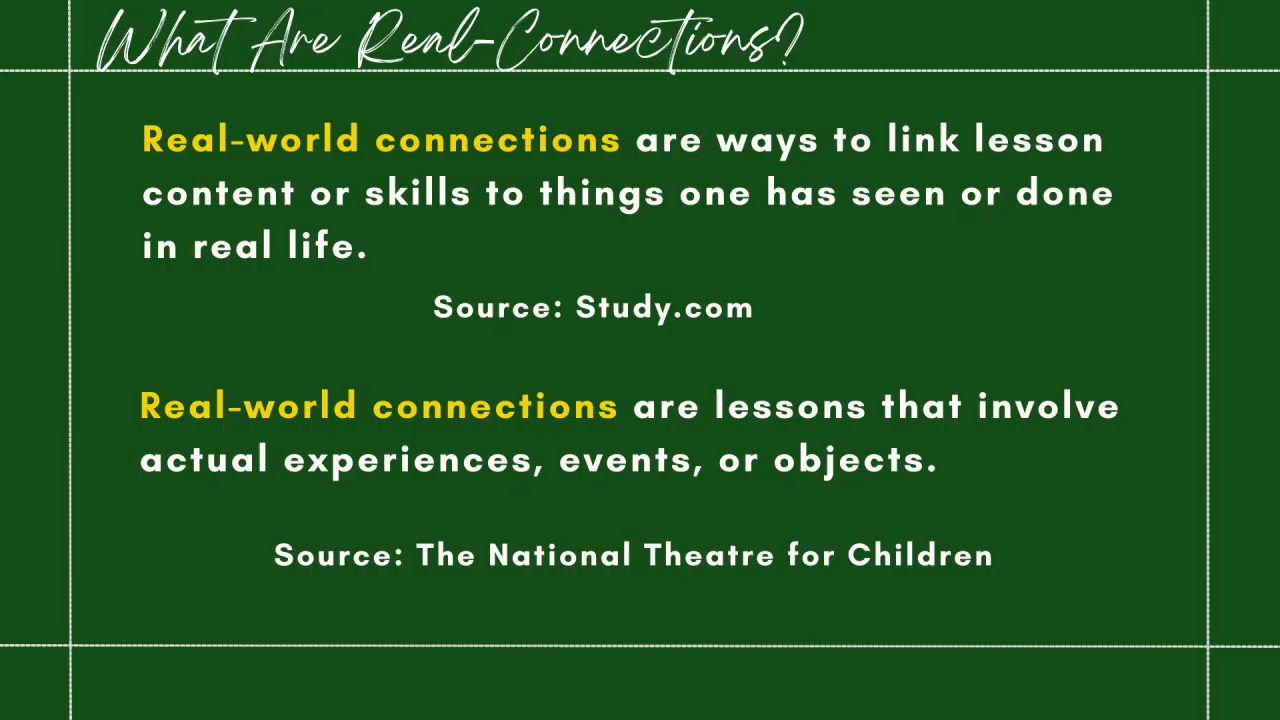 What Are Real-Connections?
Real-world connections are ways to link lesson
content or skills to things one has seen or done
in real life.
Source: Study.com
Real-world connections are lessons that involve
actual experiences, events, or objects.
Source: The National Theatre for Children